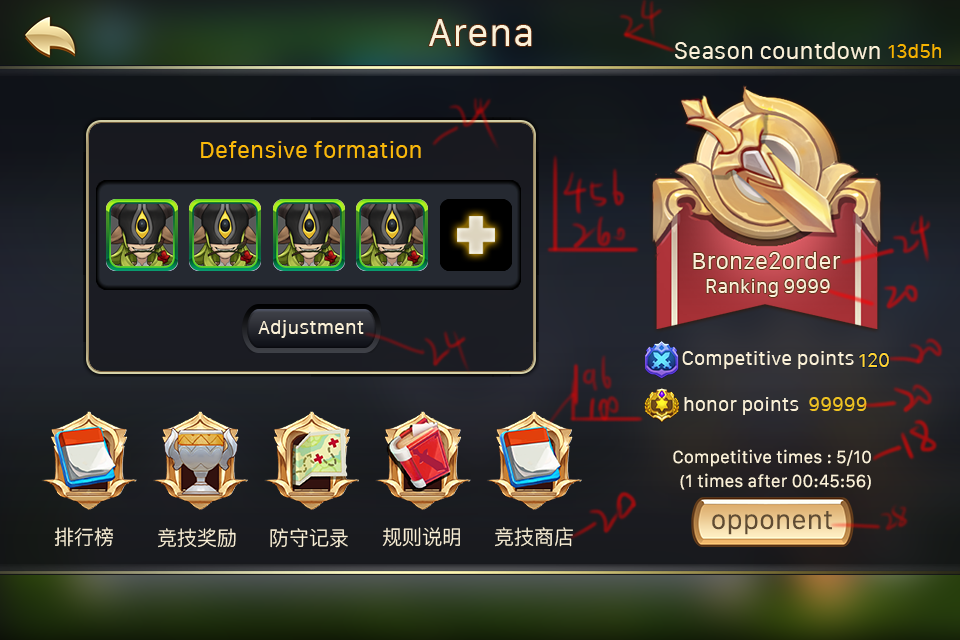 Arena
24
Season countdown 13d5h
Defensive formation
24
456
260
Bronze2order
24
Ranking 9999
20
Adjustment
24
Competitive points 120
20
96
100
honor points 99999
20
Competitive times : 5/10
18
(1 times after 00:45:56)
opponent
28
排行榜
竞技奖励
防守记录
规则说明
竞技商店
20